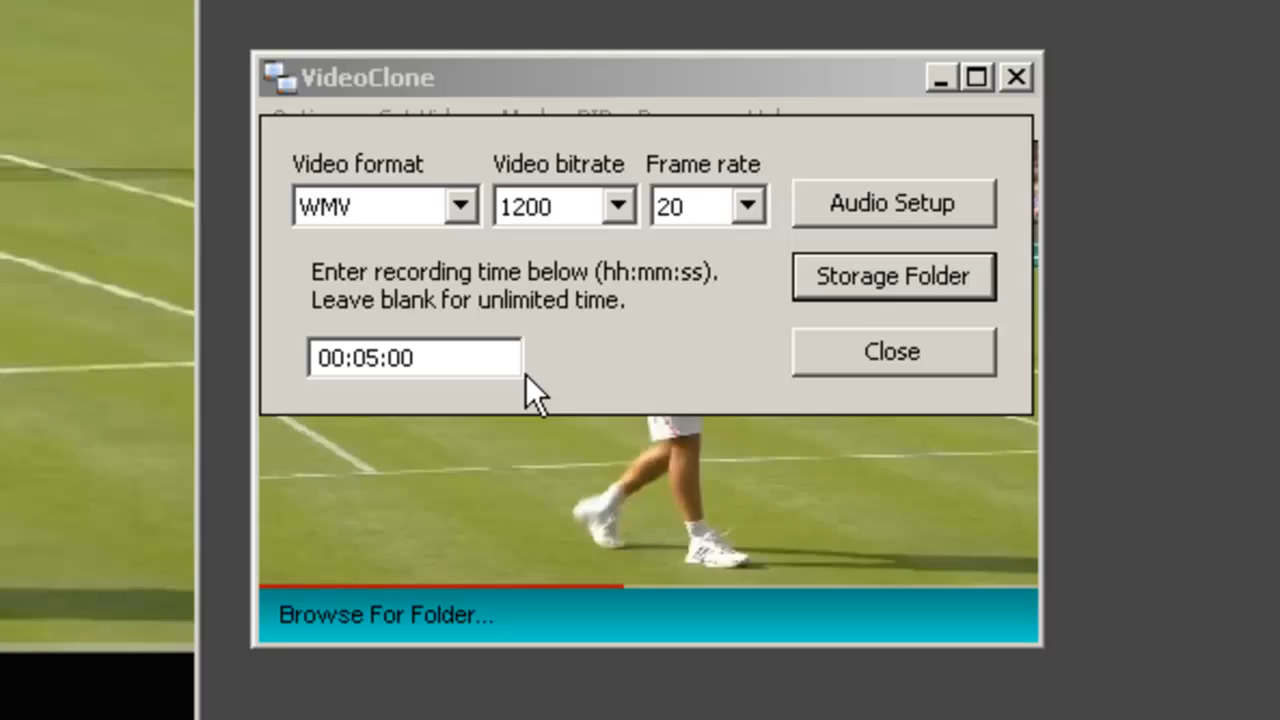 VideoClone
Video format Video bitrate Frame rate
WMV 1200 20
Audio Setup
Enter recording time below (hh:mm:ss).
Leave blank for unlimited time.
Storage Folder
00:05:00
Close
Browse For Folder...